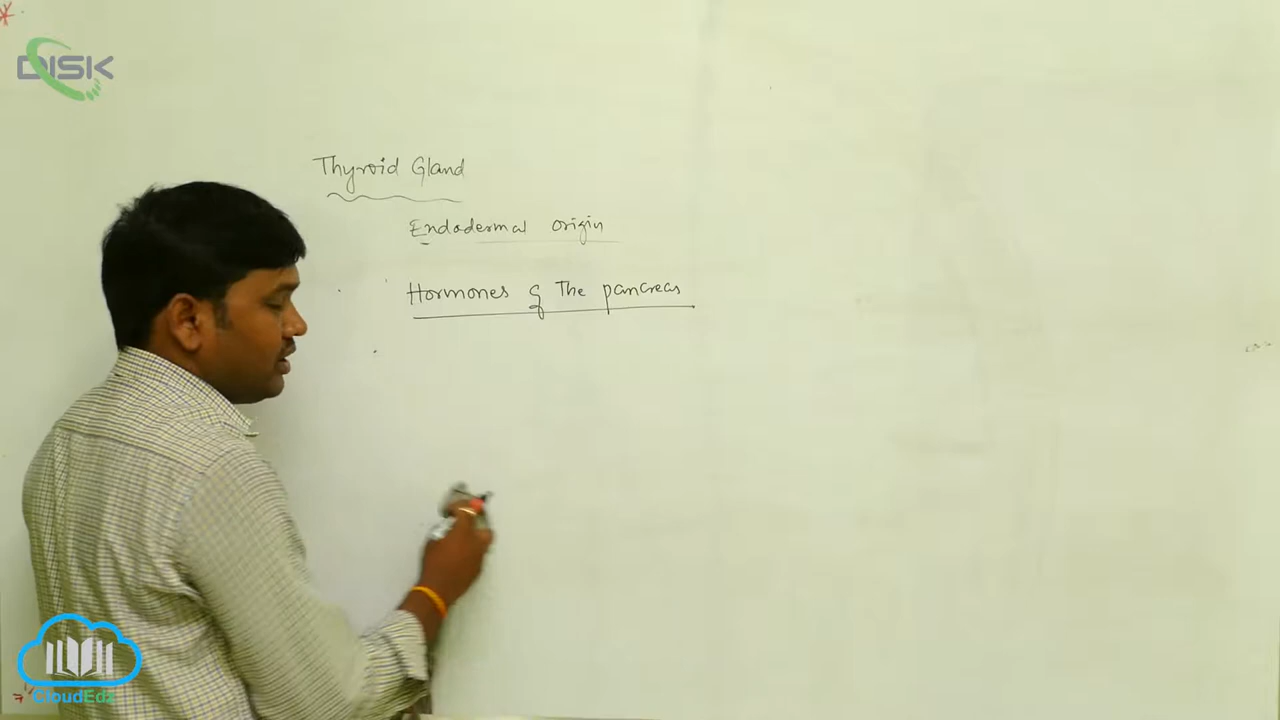 DISK
Thyroid Gland
Endodermal origin
Hormones of The pancreas
CloudEdz